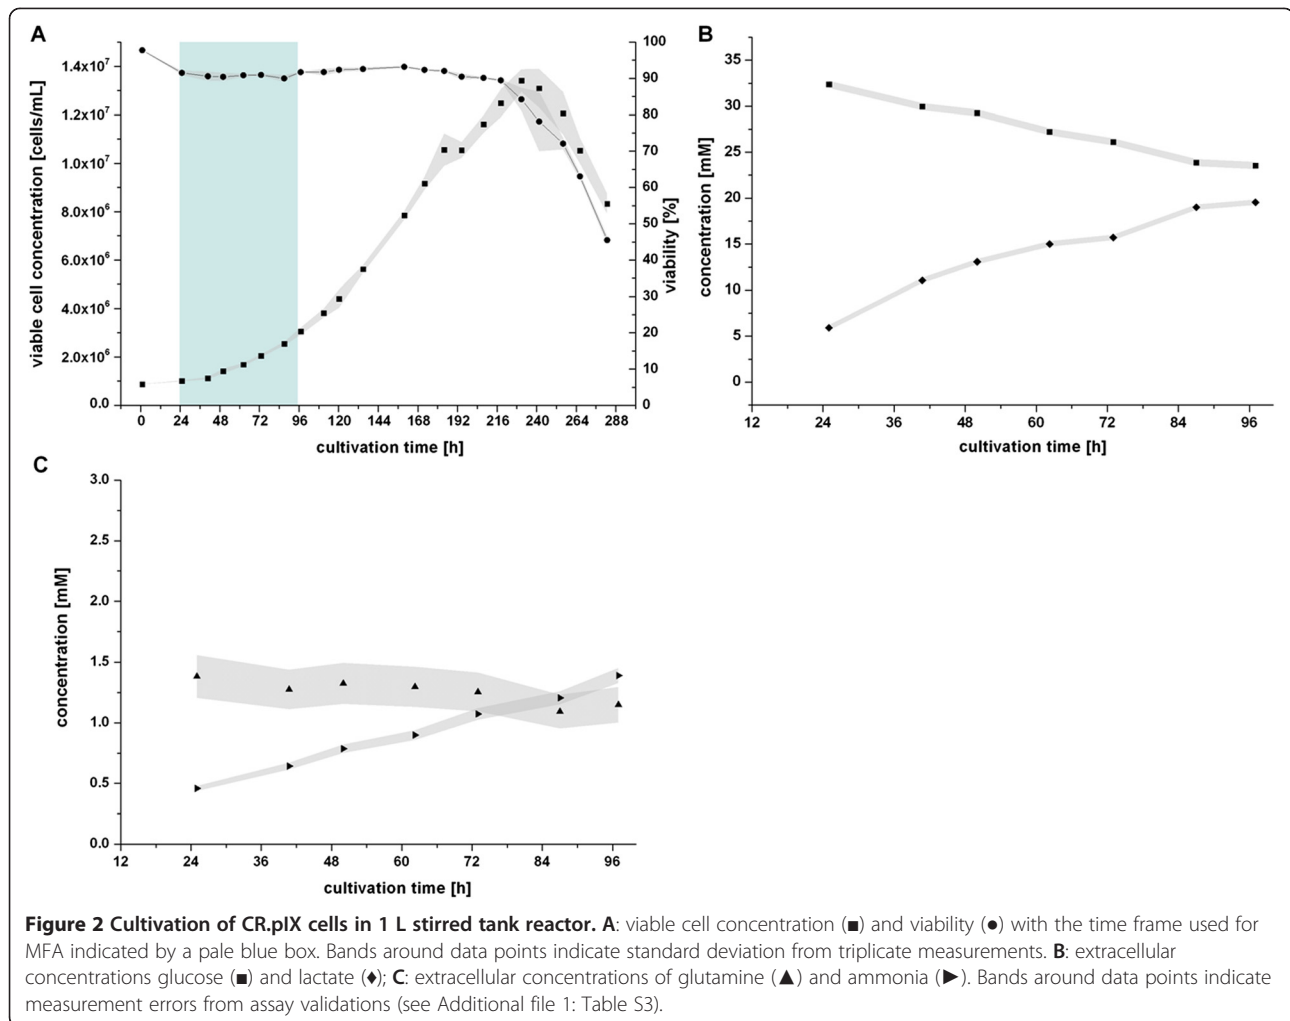 A
viable cell concentration [cells/mL]
1.4x10⁷
1.2x10⁷
1.0x10⁷
8.0x10⁶
6.0x10⁶
4.0x10⁶
2.0x10⁶
0.0
100
90
80
70
60
50
40
30
20
10
0
viability [%]
0 24 48 72 96 120 144 168 192 216 240 264 288
cultivation time [h]
B
concentration [mM]
35
30
25
20
15
10
5
0
12 24 36 48 60 72 84 96
cultivation time [h]
C
concentration [mM]
3.0
2.5
2.0
1.5
1.0
0.5
0.0
12 24 36 48 60 72 84 96
cultivation time [h]
Figure 2 Cultivation of CR.pIX cells in 1 L stirred tank reactor. A: viable cell concentration (■) and viability (●) with the time frame used for
MFA indicated by a pale blue box. Bands around data points indicate standard deviation from triplicate measurements. B: extracellular
concentrations glucose (■) and lactate (♦); C: extracellular concentrations of glutamine (▲) and ammonia (►). Bands around data points indicate
measurement errors from assay validations (see Additional file 1: Table S3).